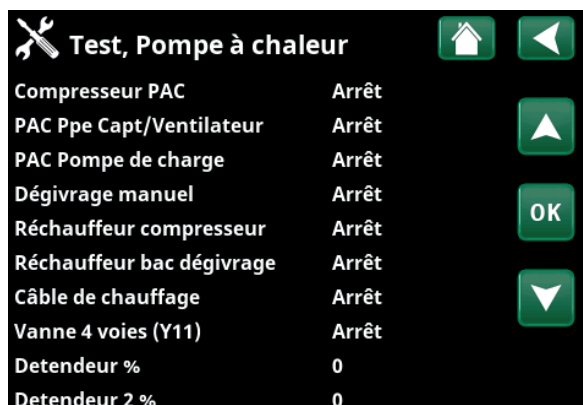 Test, Pompe à chaleur
Compresseur PAC Arrêt
PAC Ppe Capt/Ventilateur Arrêt
PAC Pompe de charge Arrêt
Dégivrage manuel Arrêt
OK
Réchauffeur compresseur Arrêt
Réchauffeur bac dégivrage Arrêt
Câble de chauffage Arrêt
Vanne 4 voies (Y11) Arrêt
Detendeur % 0
Detendeur 2 % 0